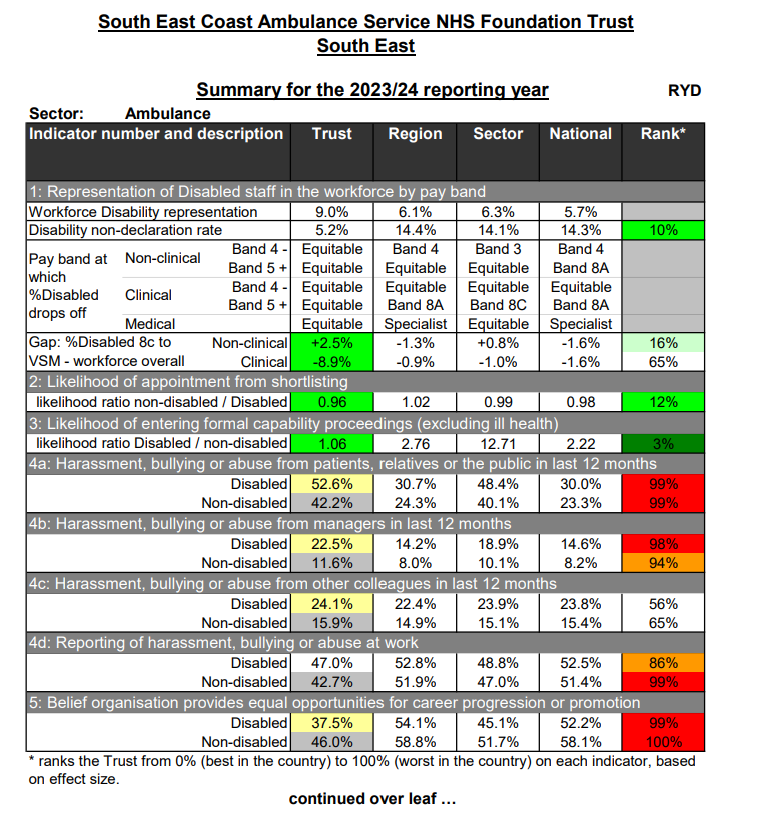 South East Coast Ambulance Service NHS Foundation Trust
South East
Summary for the 2023/24 reporting year RYD
Sector: Ambulance
Indicator number and description Trust Region Sector National Rank*
1: Representation of Disabled staff in the workforce by pay band
Workforce Disability representation 9.0% 6.1% 6.3% 5.7%
Disability non-declaration rate 5.2% 14.4% 14.1% 14.3% 10%
Pay band at which %Disabled drops off
Non-clinical Band 4 - Equitable Band 4 Band 3 Band 4
Band 5 + Equitable Equitable Equitable Band 8A
Clinical Band 4 - Equitable Equitable Equitable Equitable
Band 5 + Equitable Band 8A Band 8C Band 8A
Medical Equitable Specialist Equitable Specialist
Gap: %Disabled 8c to Non-clinical +2.5% -1.3% +0.8% -1.6% 16%
VSM - workforce overall Clinical -8.9% -0.9% -1.0% -1.6% 65%
2: Likelihood of appointment from shortlisting
likelihood ratio non-disabled / Disabled 0.96 1.02 0.99 0.98 12%
3: Likelihood of entering formal capability proceedings (excluding ill health)
likelihood ratio Disabled / non-disabled 1.06 2.76 12.71 2.22 3%
4a: Harassment, bullying or abuse from patients, relatives or the public in last 12 months
Disabled 52.6% 30.7% 48.4% 30.0% 99%
Non-disabled 42.2% 24.3% 40.1% 23.3% 99%
4b: Harassment, bullying or abuse from managers in last 12 months
Disabled 22.5% 14.2% 18.9% 14.6% 98%
Non-disabled 11.6% 8.0% 10.1% 8.2% 94%
4c: Harassment, bullying or abuse from other colleagues in last 12 months
Disabled 24.1% 22.4% 23.9% 23.8% 56%
Non-disabled 15.9% 14.9% 15.1% 15.4% 65%
4d: Reporting of harassment, bullying or abuse at work
Disabled 47.0% 52.8% 48.8% 52.5% 86%
Non-disabled 42.7% 51.9% 47.0% 51.4% 99%
5: Belief organisation provides equal opportunities for career progression or promotion
Disabled 37.5% 54.1% 45.1% 52.2% 99%
Non-disabled 46.0% 58.8% 51.7% 58.1% 100%
* ranks the Trust from 0% (best in the country) to 100% (worst in the country) on each indicator, based
on effect size.
continued over leaf …